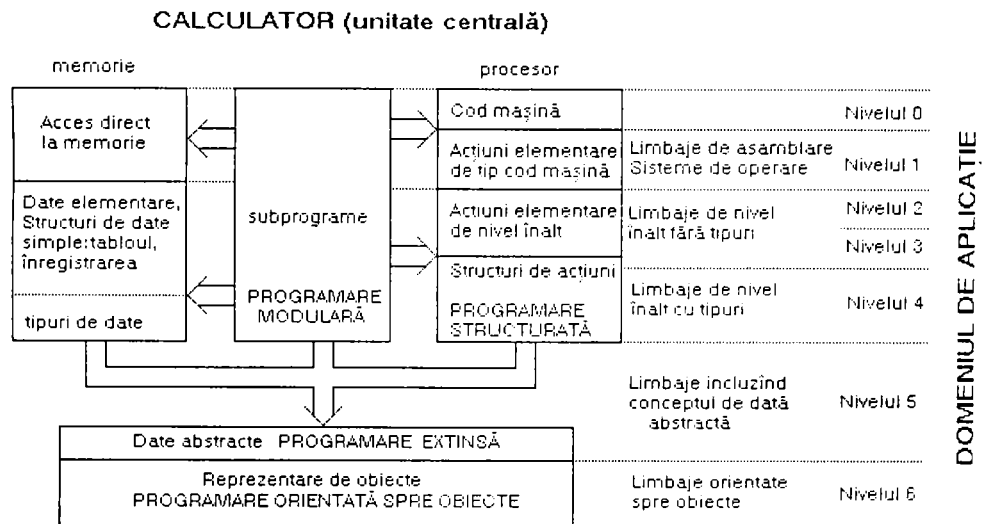 CALCULATOR (unitate centrală)
memorie
procesor
Acces direct
la memorie
Date elementare,
Structuri de date
simple:tabloul,
înregistrarea
tipuri de date
subprograme
PROGRAMARE
MODULARĂ
Cod mașină
Acțiuni elementare
de tip cod mașină
Acțiuni elementare
de nivel înalt
Structuri de acțiuni
PROGRAMARE
STRUCTURATĂ
Limbaje de asamblare
Sisteme de operare
Limbaje de nivel
înalt fără tipuri
Limbaje de nivel
înalt cu tipuri
Limbaje incluzînd
conceptul de dată
abstractă
Limbaje orientate
spre obiecte
Nivelul 0
Nivelul 1
Nivelul 2
Nivelul 3
Nivelul 4
Nivelul 5
Nivelul 6
DOMENIUL DE APLICAȚIE
Date abstracte PROGRAMARE EXTINSĂ
Reprezentare de obiecte
PROGRAMARE ORIENTATĂ SPRE OBIECTE